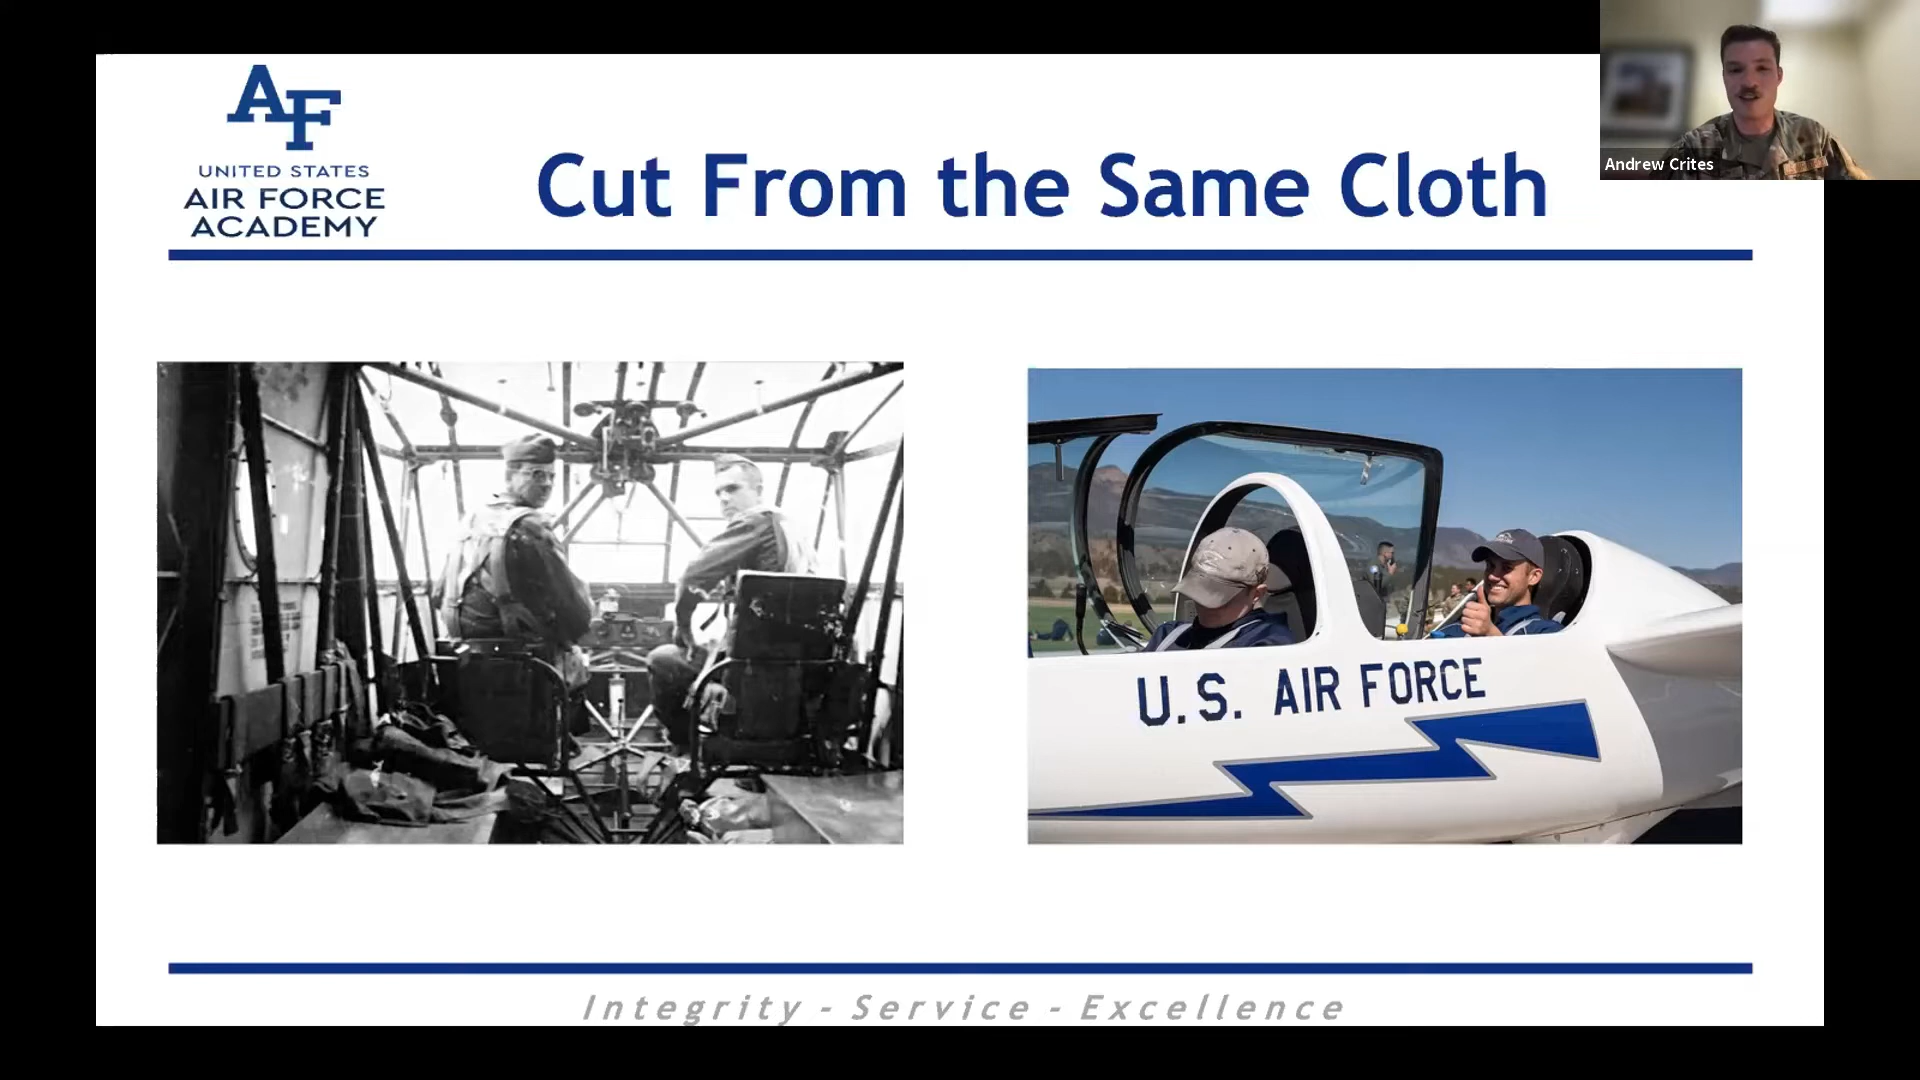 AF
UNITED STATES
AIR FORCE
ACADEMY
Cut From the Same Cloth
Andrew Crites
U.S. AIR FORCE
Integrity - Service - Excellence